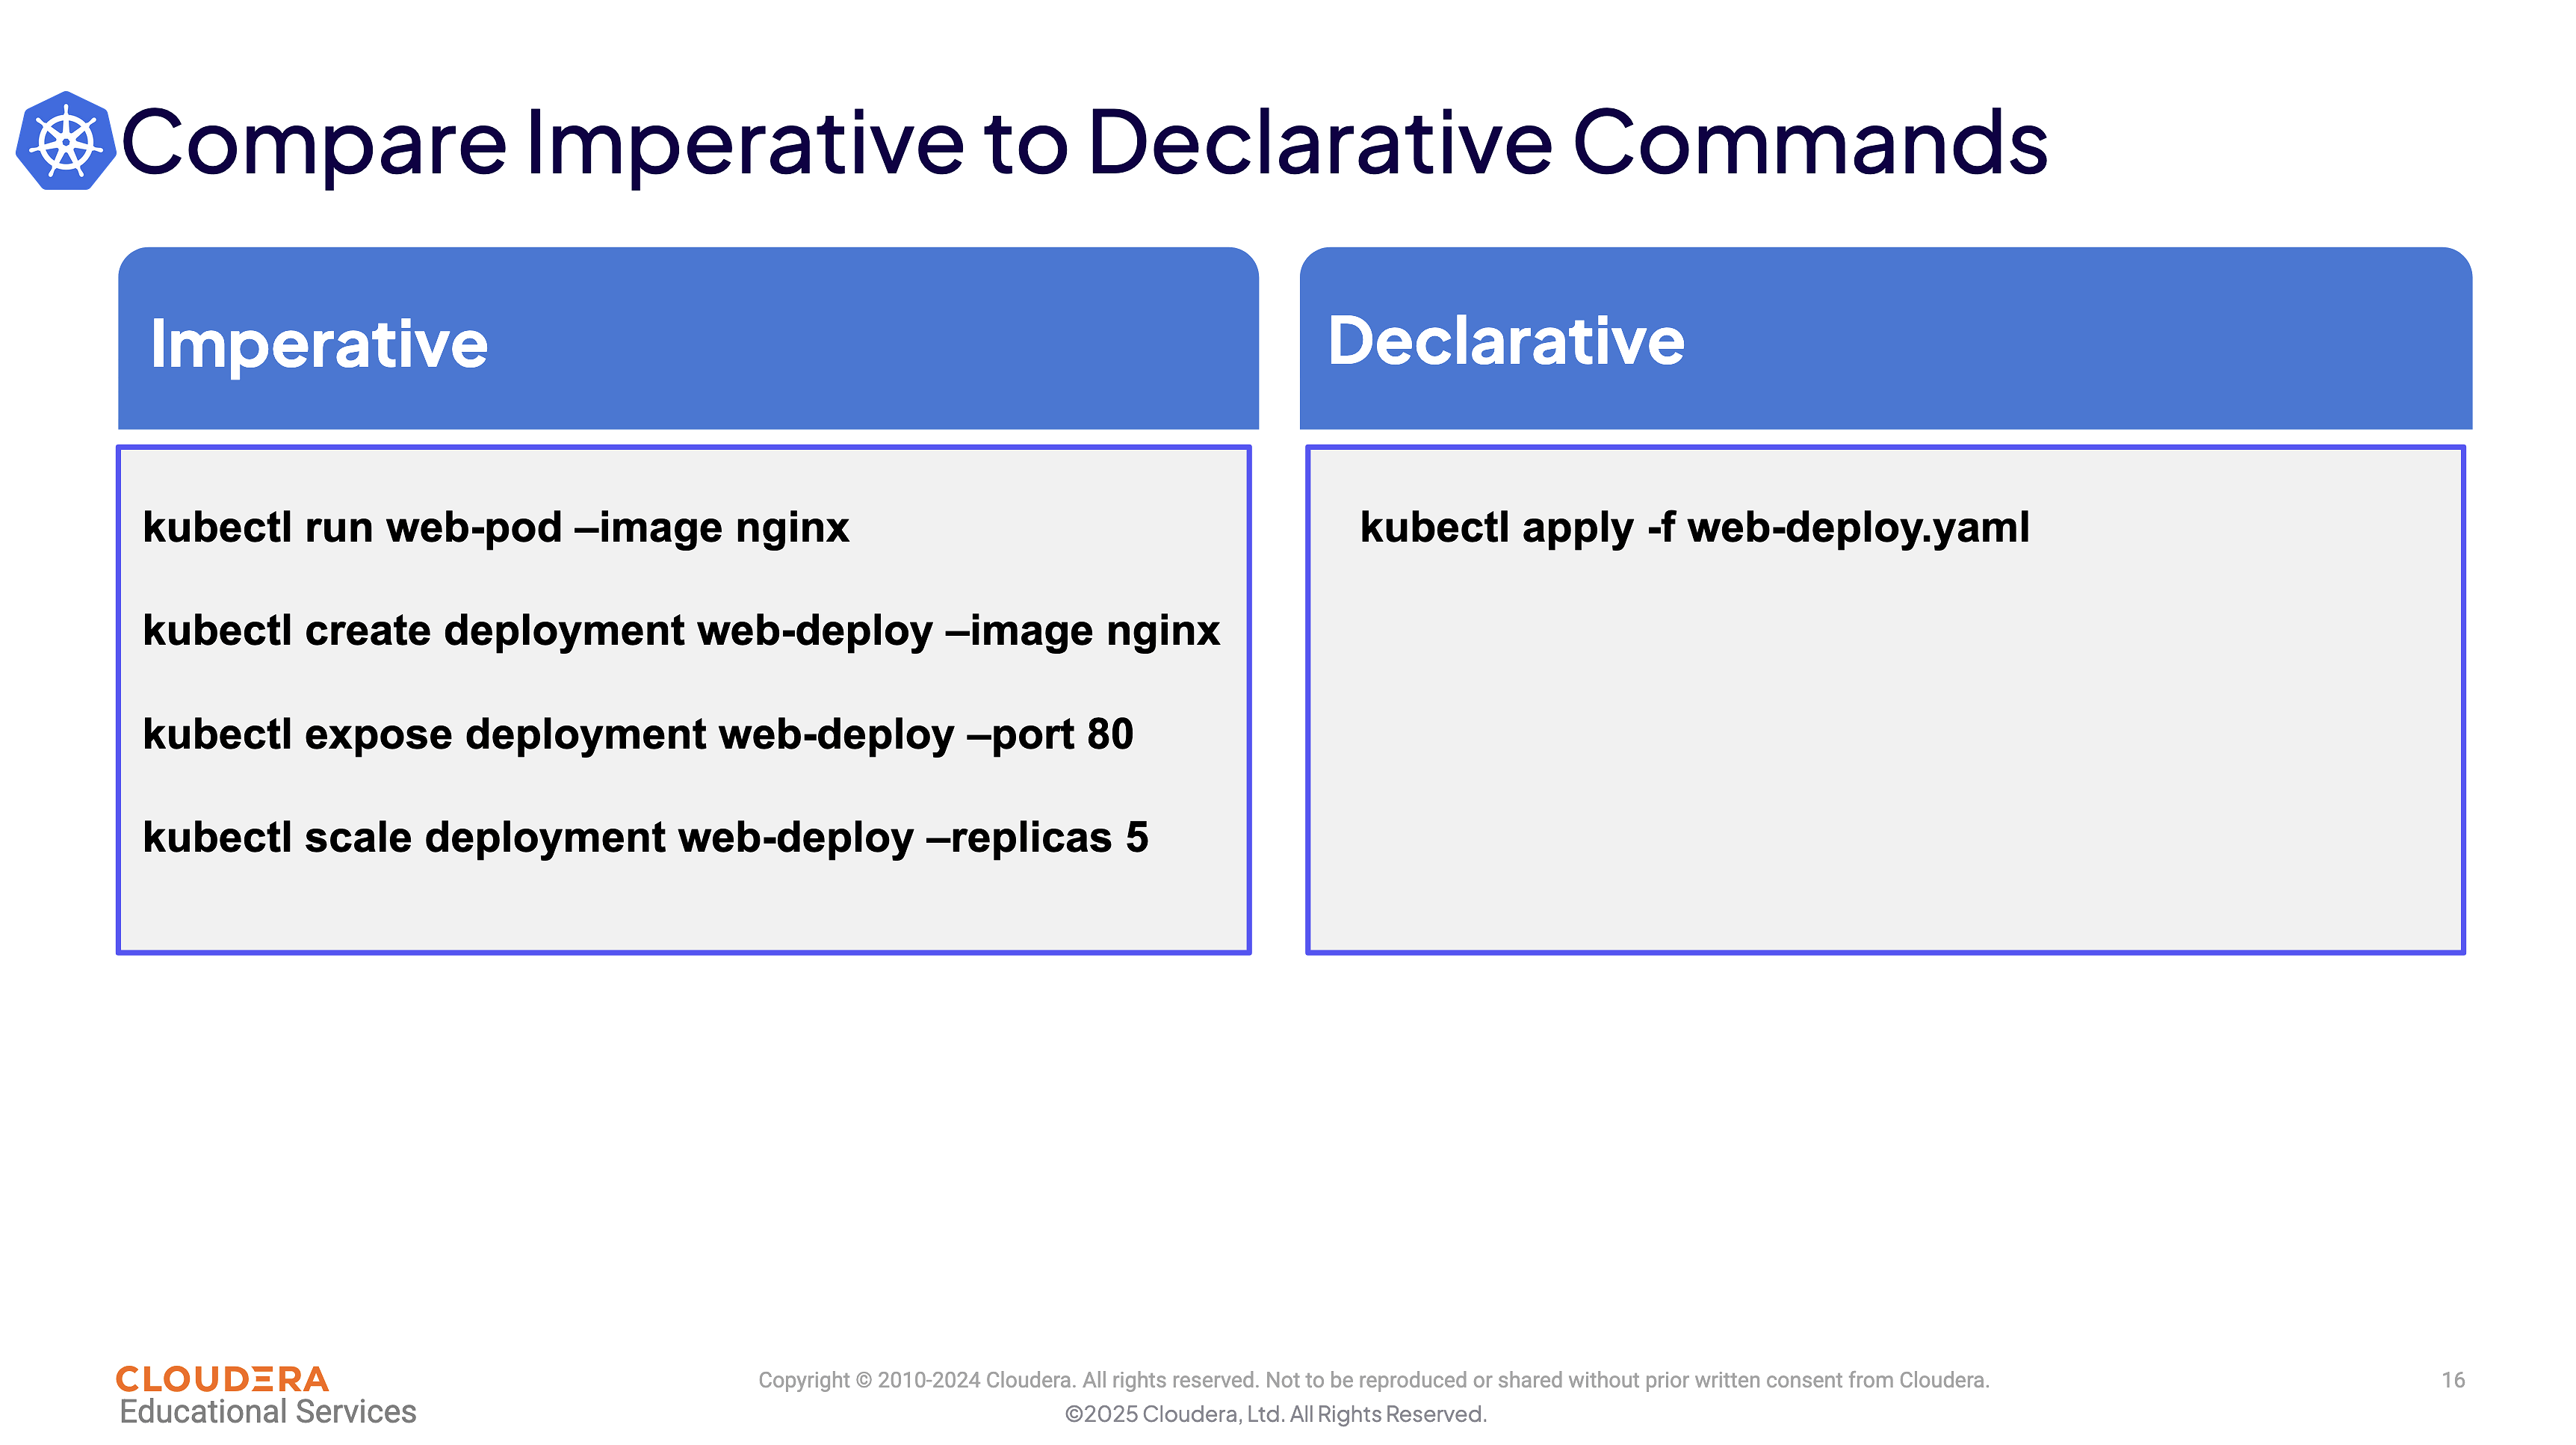 Compare Imperative to Declarative Commands
Imperative
kubectl run web-pod –image nginx
kubectl create deployment web-deploy –image nginx
kubectl expose deployment web-deploy –port 80
kubectl scale deployment web-deploy –replicas 5
Declarative
kubectl apply -f web-deploy.yaml
CLOUDERA
Educational Services
Copyright © 2010-2024 Cloudera. All rights reserved. Not to be reproduced or shared without prior written consent from Cloudera.
©2025 Cloudera, Ltd. All Rights Reserved.
16